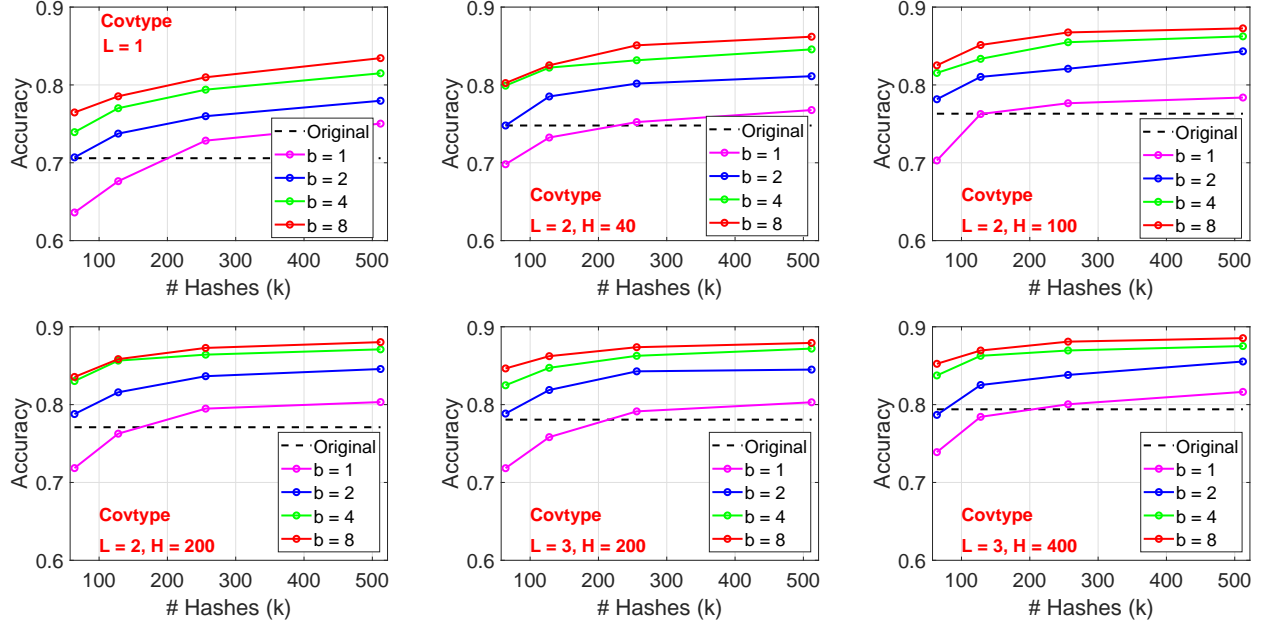 Covtype
L = 1
Accuracy
0.9
0.8
0.7
0.6
100 200 300 400 500
# Hashes (k)
Original
b = 1
b = 2
b = 4
b = 8
Covtype
L = 2, H = 40
Accuracy
0.9
0.8
0.7
0.6
100 200 300 400 500
# Hashes (k)
Original
b = 1
b = 2
b = 4
b = 8
Covtype
L = 2, H = 100
Accuracy
0.9
0.8
0.7
0.6
100 200 300 400 500
# Hashes (k)
Original
b = 1
b = 2
b = 4
b = 8
Covtype
L = 2, H = 200
Accuracy
0.9
0.8
0.7
0.6
100 200 300 400 500
# Hashes (k)
Original
b = 1
b = 2
b = 4
b = 8
Covtype
L = 3, H = 200
Accuracy
0.9
0.8
0.7
0.6
100 200 300 400 500
# Hashes (k)
Original
b = 1
b = 2
b = 4
b = 8
Covtype
L = 3, H = 400
Accuracy
0.9
0.8
0.7
0.6
100 200 300 400 500
# Hashes (k)
Original
b = 1
b = 2
b = 4
b = 8